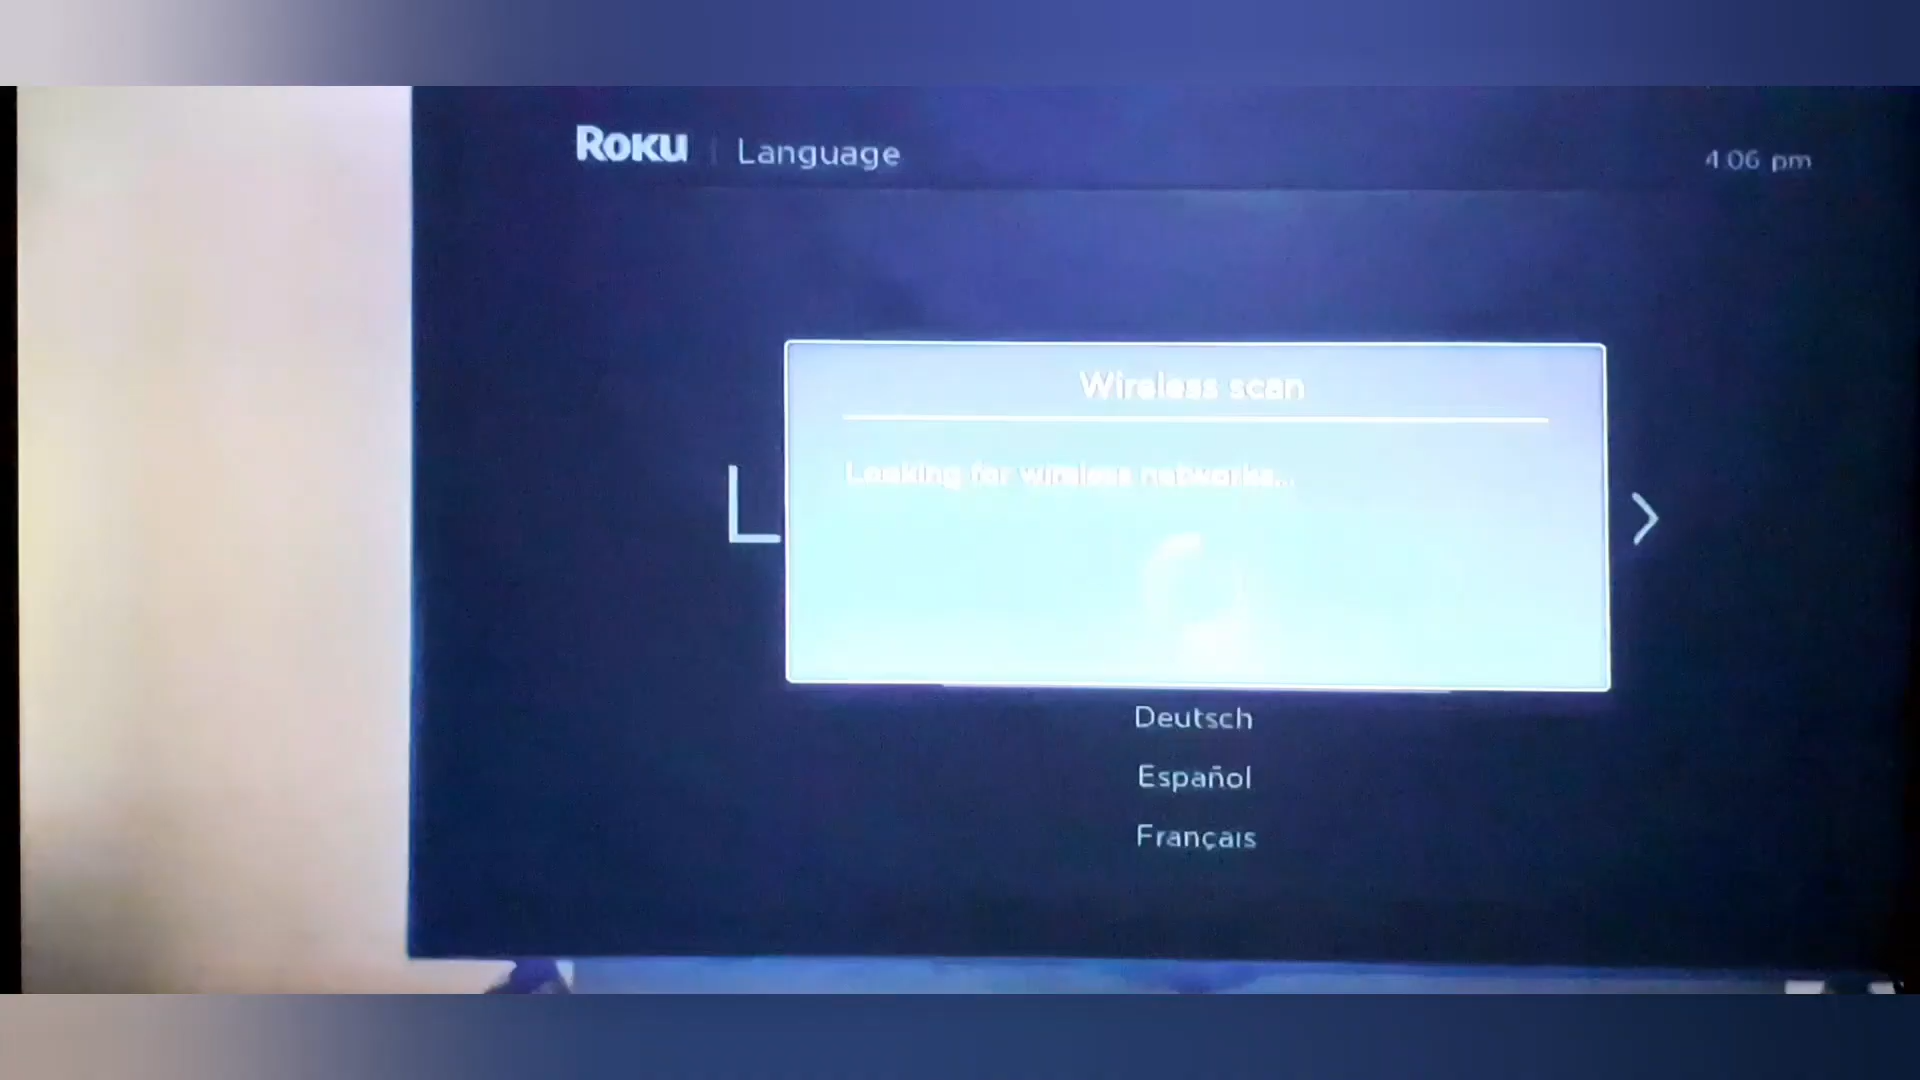 Roku | Language
4:06 pm
Wireless scan
Looking for wireless networks...
L
Deutsch
Español
Français